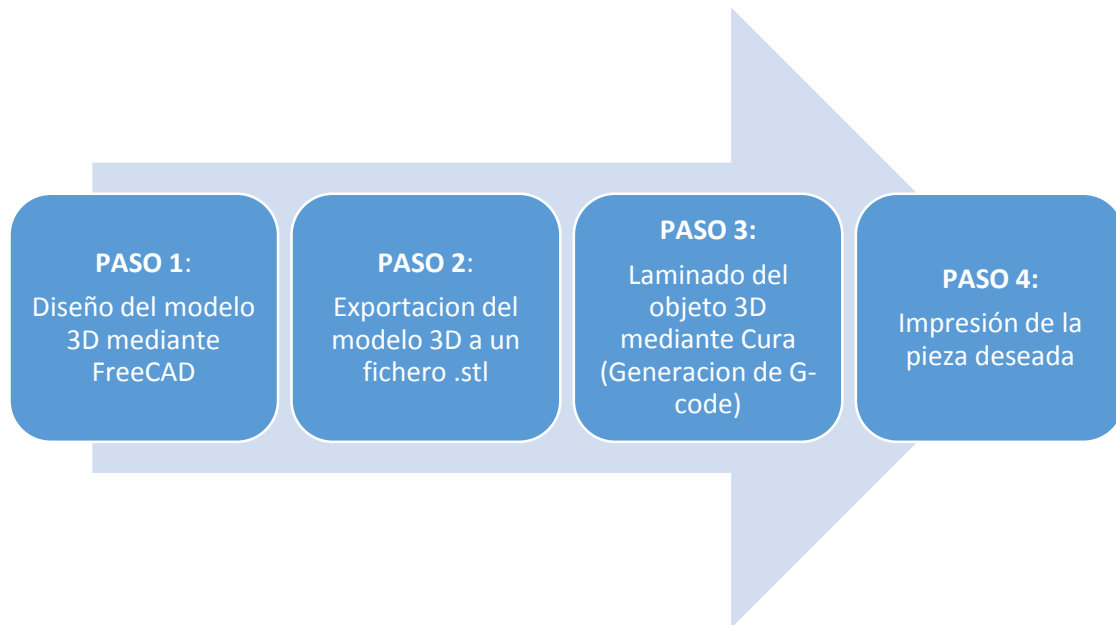 PASO 1:
Diseño del modelo
3D mediante
FreeCAD
PASO 2:
Exportacion del
modelo 3D a un
fichero .stl
PASO 3:
Laminado del
objeto 3D
mediante Cura
(Generacion de G-
code)
PASO 4:
Impresión de la
pieza deseada